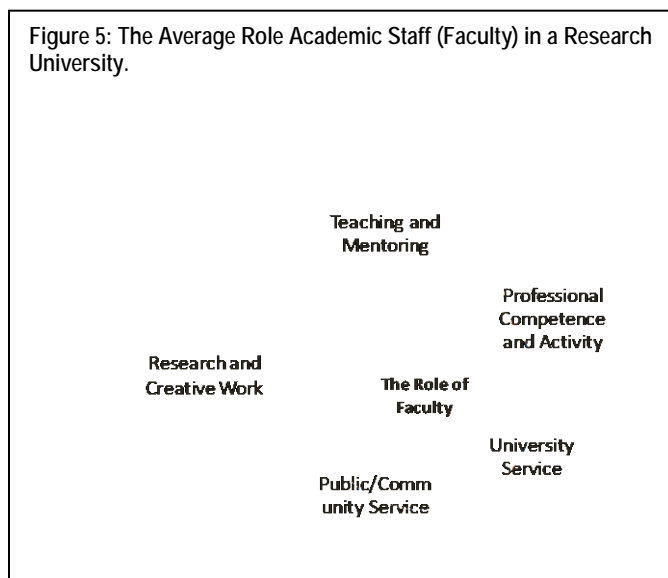 Figure 5: The Average Role Academic Staff (Faculty) in a Research
University.
Teaching and
Mentoring
Professional
Competence
and Activity
Research and
Creative Work
The Role of
Faculty
University
Service
Public/Comm
unity Service